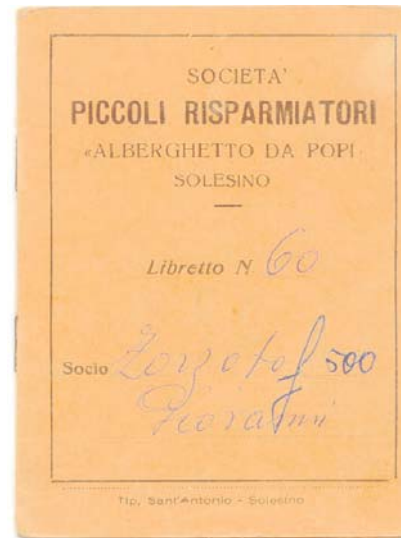 SOCIETA'
PICCOLI RISPARMIATORI
«ALBERGHETTO DA POPI
SOLESINO
Libretto N 60
Socio 500
Tip. Sant'Antonio - Solesino